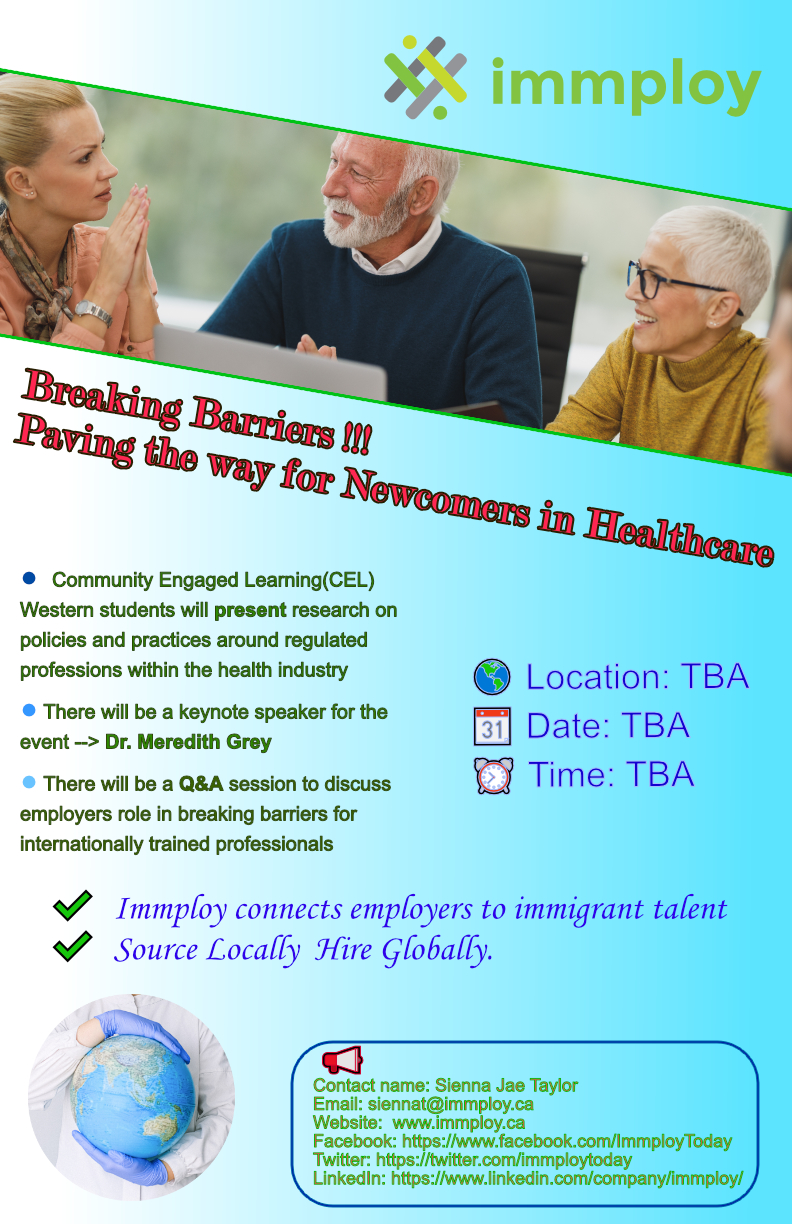 immploy
Breaking Barriers !!!
Paving the way for Newcomers in Healthcare
Community Engaged Learning(CEL)
Western students will present research on
policies and practices around regulated
professions within the health industry
There will be a keynote speaker for the
event --> Dr. Meredith Grey
There will be a Q&A session to discuss
employers role in breaking barriers for
internationally trained professionals
Location: TBA
31 Date: TBA
Time: TBA
Immploy connects employers to immigrant talent
Source Locally Hire Globally.
Contact name: Sienna Jae Taylor
Email: siennat@immploy.ca
Website: www.immploy.ca
Facebook: https://www.facebook.com/ImmployToday
Twitter: https://twitter.com/immploytoday
LinkedIn: https://www.linkedin.com/company/immploy/